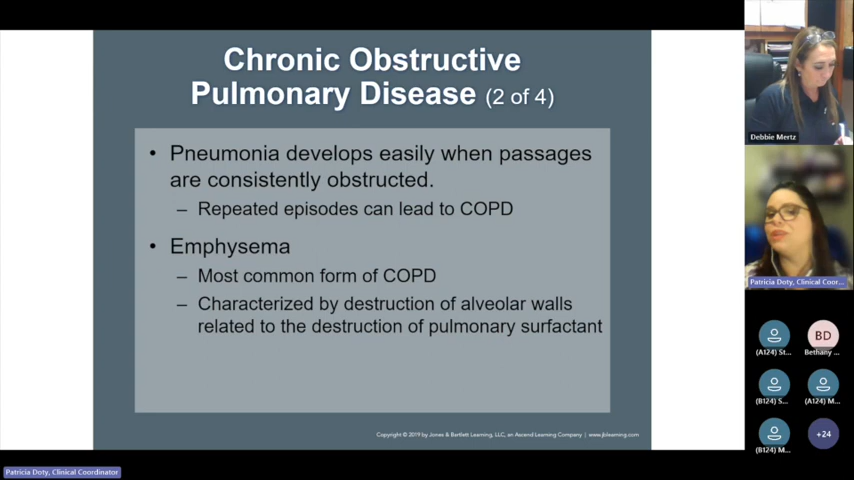 Chronic Obstructive
Pulmonary Disease (2 of 4)
• Pneumonia develops easily when passages
are consistently obstructed.
– Repeated episodes can lead to COPD
• Emphysema
– Most common form of COPD
– Characterized by destruction of alveolar walls
related to the destruction of pulmonary surfactant
Copyright © 2019 by Jones & Bartlett Learning, LLC, an Ascend Learning Company | www.jblearning.com
Patricia Doty, Clinical Coordinator
Debbie Mertz
Patricia Doty, Clinical Coor...
(A124) St...
BD
Bethany ...
(B124) S...
(A124) M...
(B124) M...
+24